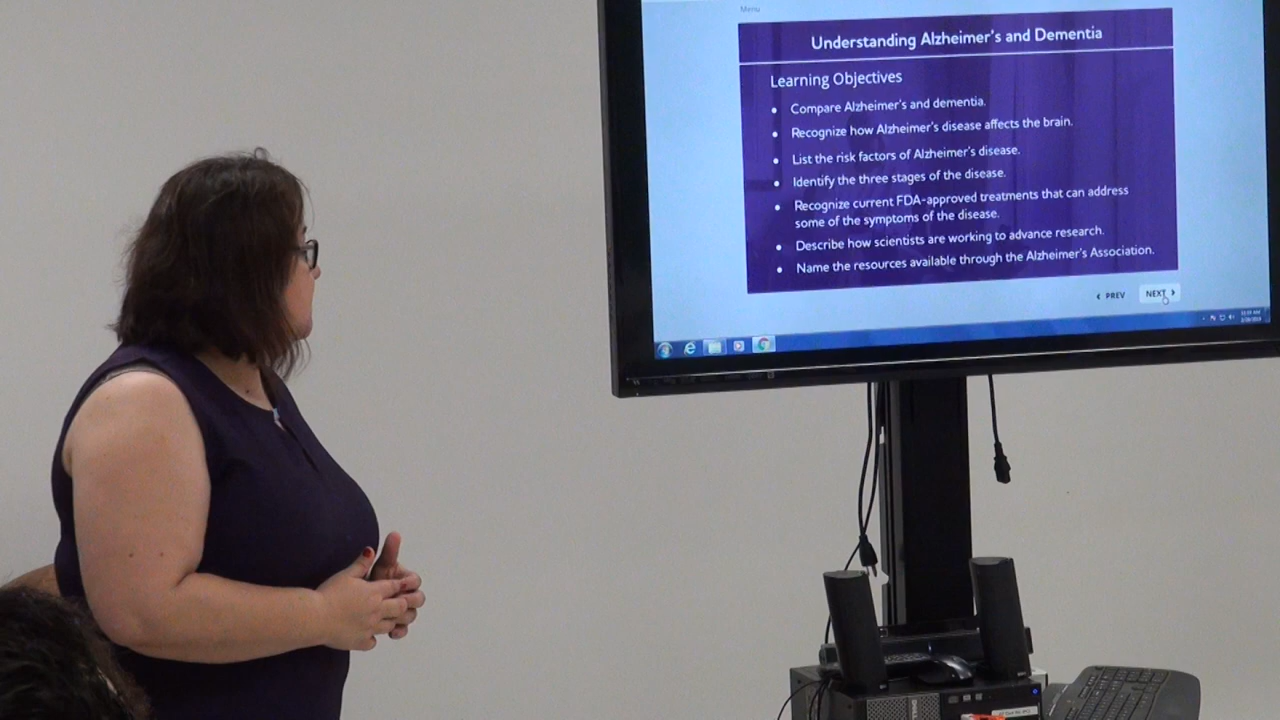 Menu
Understanding Alzheimer's and Dementia
Learning Objectives
• Compare Alzheimer's and dementia.
• Recognize how Alzheimer's disease affects the brain.
• List the risk factors of Alzheimer's disease.
• Identify the three stages of the disease.
• Recognize current FDA-approved treatments that can address
some of the symptoms of the disease.
• Describe how scientists are working to advance research.
• Name the resources available through the Alzheimer's Association.
< PREV NEXT >
DELL